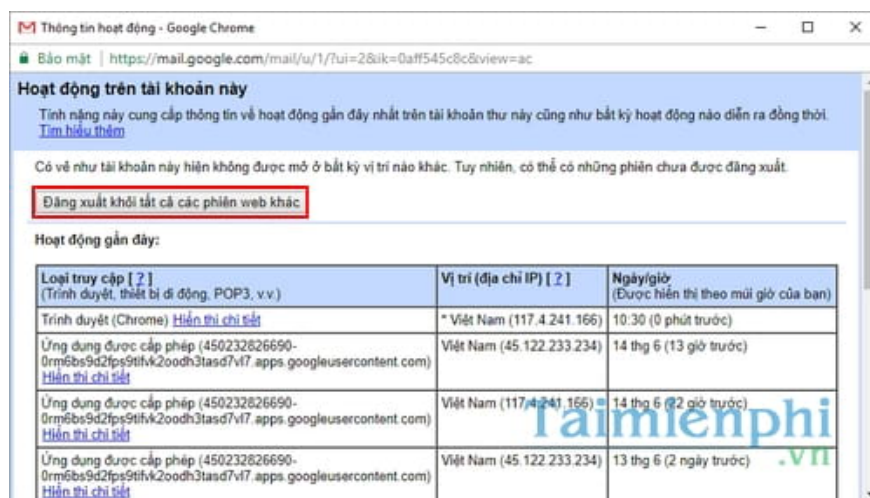 Thông tin hoạt động - Google Chrome
Bảo mật | https://mail.google.com/mail/u/1/?ui=2&ik=0aff545c8c&view=ac
Hoạt động trên tài khoản này
Tính năng này cung cấp thông tin về hoạt động gần đây nhất trên tài khoản thư này cũng như bất kỳ hoạt động nào diễn ra đồng thời.
Tìm hiểu thêm
Có vẻ như tài khoản này hiện không được mở ở bất kỳ vị trí nào khác. Tuy nhiên, có thể có những phiên chưa được đăng xuất.
Đăng xuất khỏi tất cả các phiên web khác
Hoạt động gần đây:
Loại truy cập [ ? ] Vị trí (địa chỉ IP) [ ? ] Ngày/giờ
(Trình duyệt, thiết bị di động, POP3, v.v.) (Được hiển thị theo múi giờ của bạn)
Trình duyệt (Chrome) Hiển thị chi tiết * Việt Nam (117.4.241.166) 10:30 (0 phút trước)
Ứng dụng được cấp phép (450232826690- Việt Nam (45.122.233.234) 14 thg 6 (13 giờ trước)
0rm6bs9d2fps9tifvk2oodh3tasd7vl7.apps.googleusercontent.com)
Hiển thị chi tiết
Ứng dụng được cấp phép (450232826690- Việt Nam (117.4.241.166) 14 thg 6 (22 giờ trước)
0rm6bs9d2fps9tifvk2oodh3tasd7vl7.apps.googleusercontent.com)
Hiển thị chi tiết
Ứng dụng được cấp phép (450232826690- Việt Nam (45.122.233.234) 13 thg 6 (2 ngày trước)
0rm6bs9d2fps9tifvk2oodh3tasd7vl7.apps.googleusercontent.com)
Hiển thị chi tiết
Taimienphi
.vn